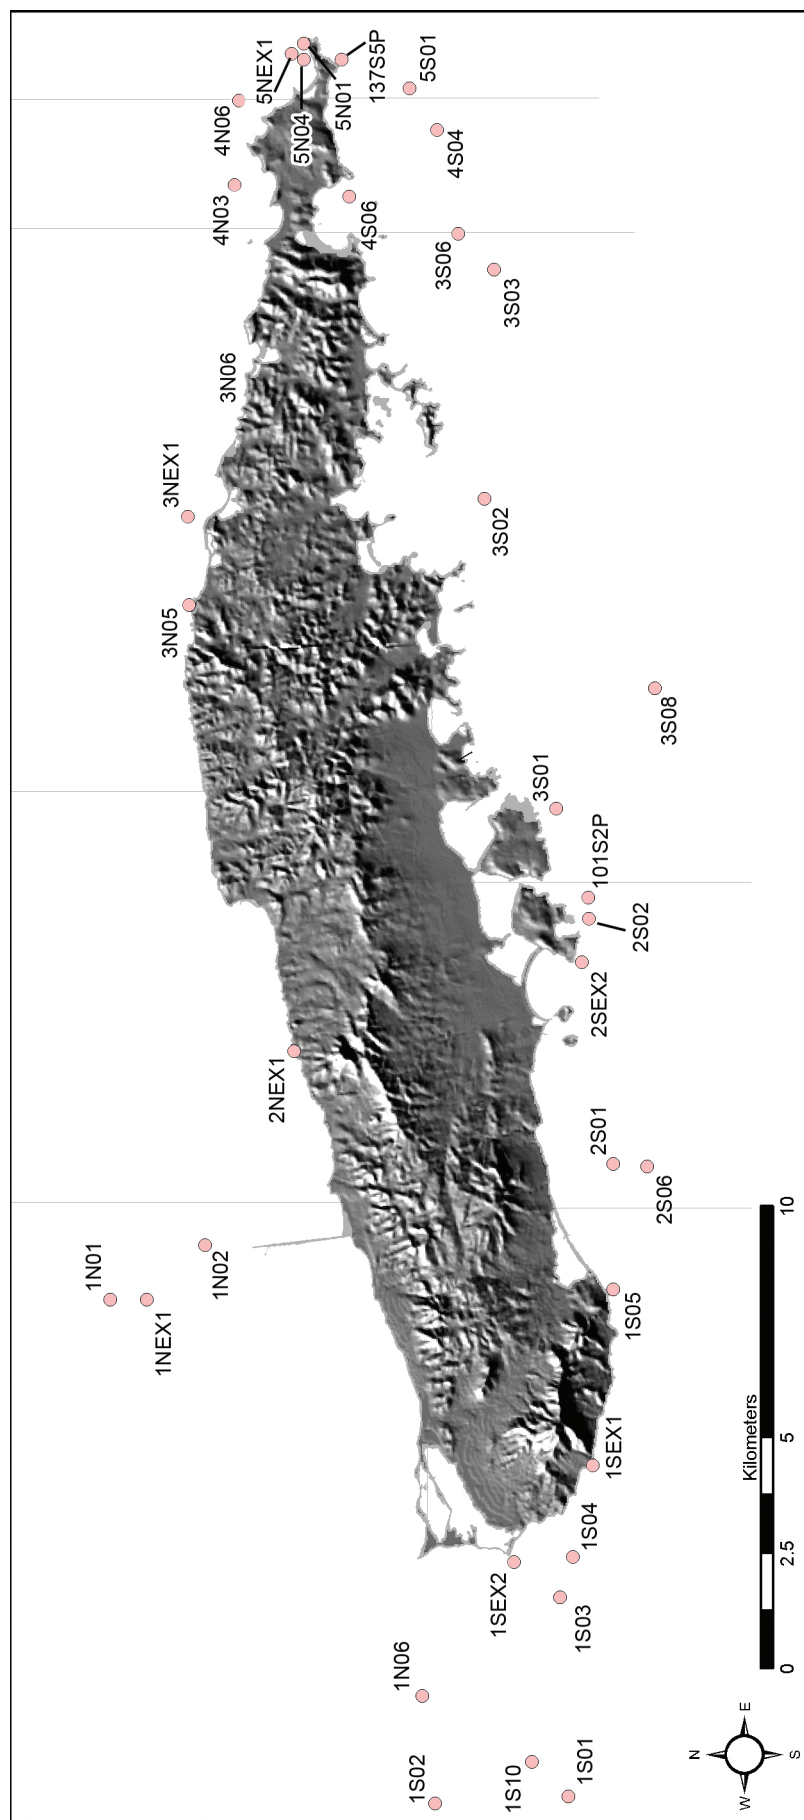 5NEX1
5N04
5N01
137S5P
5S01
4N06
4S04
4N03
4S06
3S06
3S03
3N06
3NEX1
3S02
3N05
3S08
3S01
101S2P
2S02
2SEX2
2NEX1
2S01
2S06
1N01
1NEX1
1N02
1S05
1SEX1
1S04
1SEX2
1S03
1N06
1S02
1S10
1S01
Kilometers
0
2.5
5
10
N
E
S
W